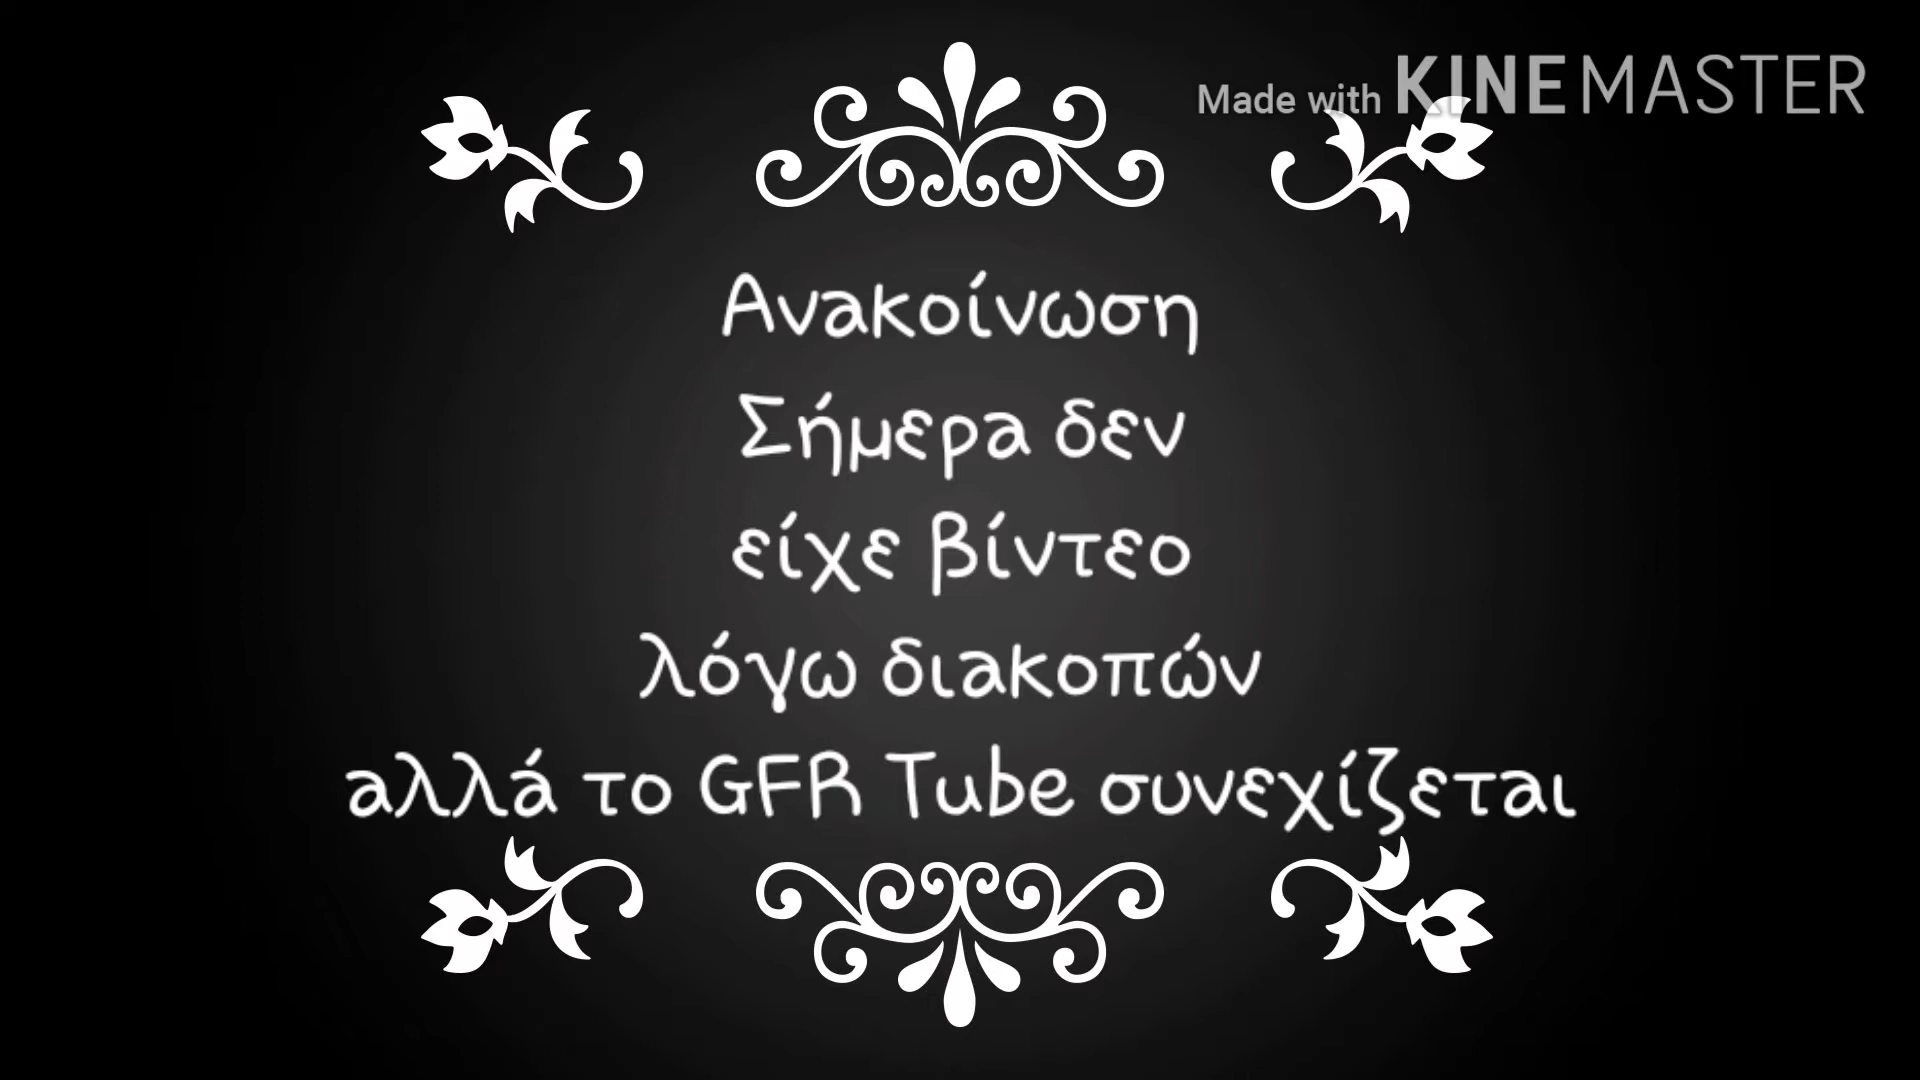 Made with KINEMASTER
Ανακοίνωση
Σήμερα δεν
είχε βίντεο
λόγω διακοπών
αλλά το GFR Tube συνεχίζεται